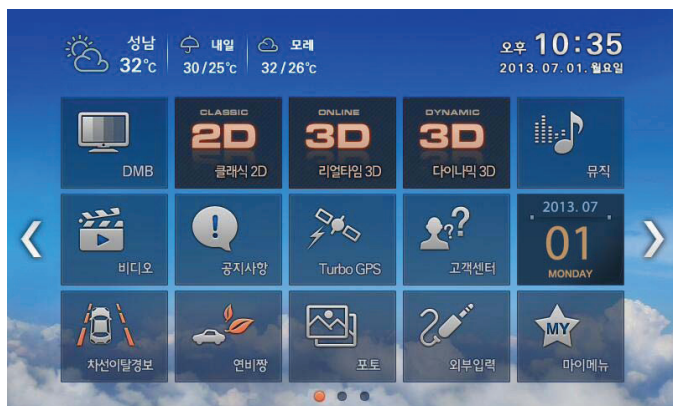 성남 내일 모레
32°c 30/25°c 32/26°c
오후 10:35
2013.07.01.월요일
DMB
CLASSIC
2D
클래식 2D
ONLINE
3D
리얼타임 3D
DYNAMIC
3D
다이나믹 3D
뮤직
비디오
공지사항
Turbo GPS
고객센터
2013.07
01
MONDAY
차선이탈경보
연비짱
포토
외부입력
MY
마이메뉴